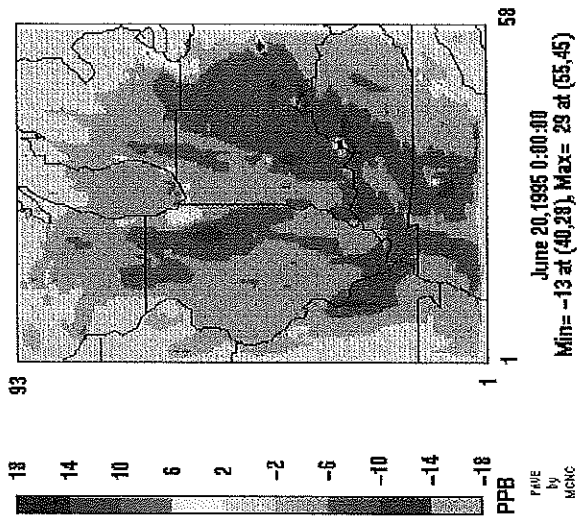 93
1
1
58
18
14
10
6
2
-2
-6
-10
-14
-18
PPB
PAVE
by
MCNC
June 20,1995 0:00:00
Min= -13 at (40,29), Max= 29 at (55,45)